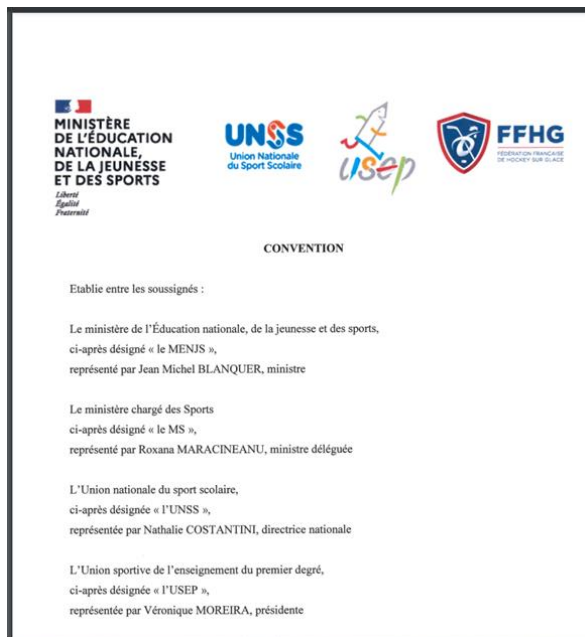 MINISTÈRE
DE L'ÉDUCATION
NATIONALE,
DE LA JEUNESSE
ET DES SPORTS
Liberté
Égalité
Fraternité
UNSS
Union Nationale
du Sport Scolaire
usep
FFHG
FÉDÉRATION FRANÇAISE
DE HOCKEY SUR GLACE
CONVENTION
Etablie entre les soussignés :
Le ministère de l'Éducation nationale, de la jeunesse et des sports,
ci-après désigné « le MENJS »,
représenté par Jean Michel BLANQUER, ministre
Le ministère chargé des Sports
ci-après désigné « le MS »,
représenté par Roxana MARACINEANU, ministre déléguée
L'Union nationale du sport scolaire,
ci-après désignée « l'UNSS »,
représentée par Nathalie COSTANTINI, directrice nationale
L'Union sportive de l'enseignement du premier degré,
ci-après désignée « l'USEP »,
représentée par Véronique MOREIRA, présidente